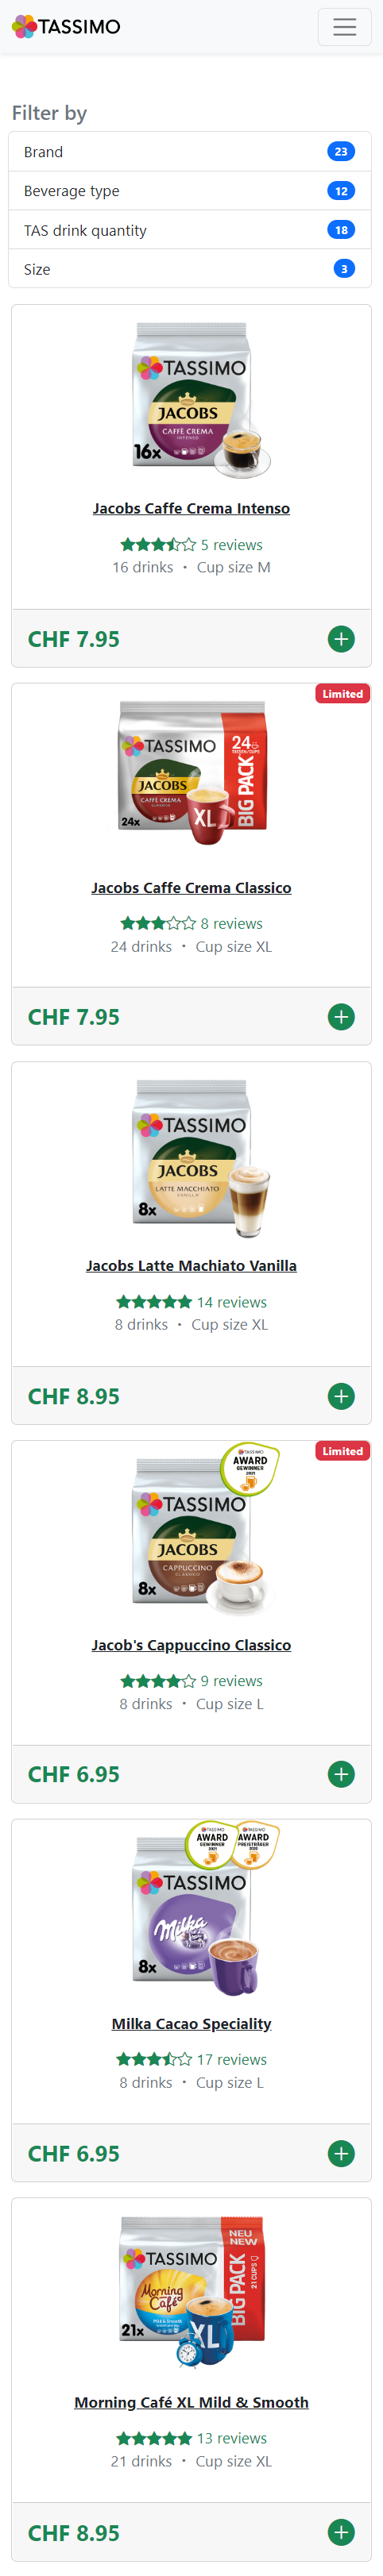 TASSIMO
Filter by
Brand 23
Beverage type 12
TAS drink quantity 18
Size 3
TASSIMO
JACOBS
CAFFÈ CREMA
INTENSO
16x
Jacobs Caffe Crema Intenso
5 reviews
16 drinks • Cup size M
CHF 7.95
Limited
TASSIMO
24
BIG PACK
JACOBS
CAFFÈ CREMA
CLASSICO
XL
24x
Jacobs Caffe Crema Classico
8 reviews
24 drinks • Cup size XL
CHF 7.95
TASSIMO
JACOBS
LATTE MACCHIATO
VANILLA
8x
Jacobs Latte Machiato Vanilla
14 reviews
8 drinks • Cup size XL
CHF 8.95
Limited
TASSIMO
AWARD
GEWINNER
2021
TASSIMO
JACOBS
CAPPUCCINO
CLASSICO
8x
Jacob's Cappuccino Classico
9 reviews
8 drinks • Cup size L
CHF 6.95
TASSIMO TASSIMO
AWARD AWARD
GEWINNER PREISTRÄGER
2021
TASSIMO
Milka
8x
Milka Cacao Speciality
17 reviews
8 drinks • Cup size L
CHF 6.95
NEU
NEW
TASSIMO
BIG PACK
21 CUPS
Morning
Café
Mild & Smooth
XL
21x
Morning Café XL Mild & Smooth
13 reviews
21 drinks • Cup size XL
CHF 8.95